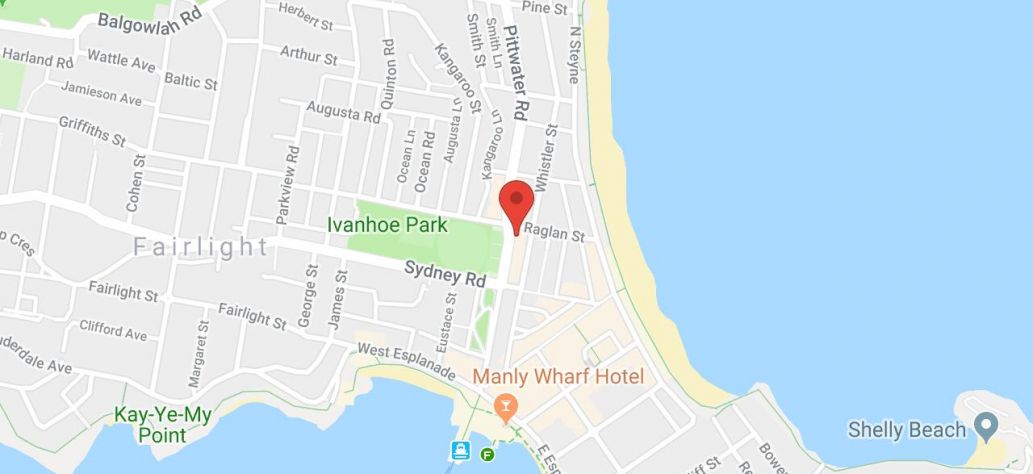 Pine St
Herbert St
Balgowlah Rd
Smith St
Smith Ln
Pittwater Rd
N Steyne
Harland Rd
Wattle Ave
Arthur St
Quinton Rd
Kangaroo St
Baltic St
Jamieson Ave
Augusta Rd
Augusta Ln
Kangaroo Ln
Griffiths St
Ocean Ln
Ocean Rd
Whistler St
Cohen St
Parkview Rd
Ivanhoe Park
Raglan St
Fairlight
p Cres
Sydney Rd
Fairlight St
George St
James St
Fairlight St
Eustace St
Clifford Ave
Margaret St
uderdale Ave
West Esplanade
Manly Wharf Hotel
Kay-Ye-My
Point
Shelly Beach
F
E Esp
Bower